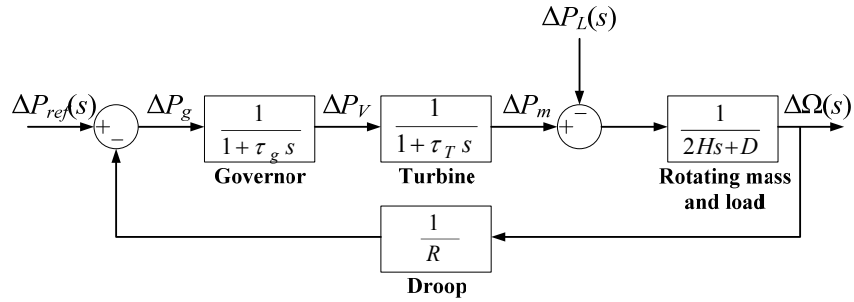 ΔP_L(s)
ΔP_ref(s)
+
−
ΔP_g
1
1 + τ_g s
Governor
ΔP_V
1
1 + τ_T s
Turbine
ΔP_m
+
−
1
2Hs+D
Rotating mass
and load
ΔΩ(s)
1
R
Droop